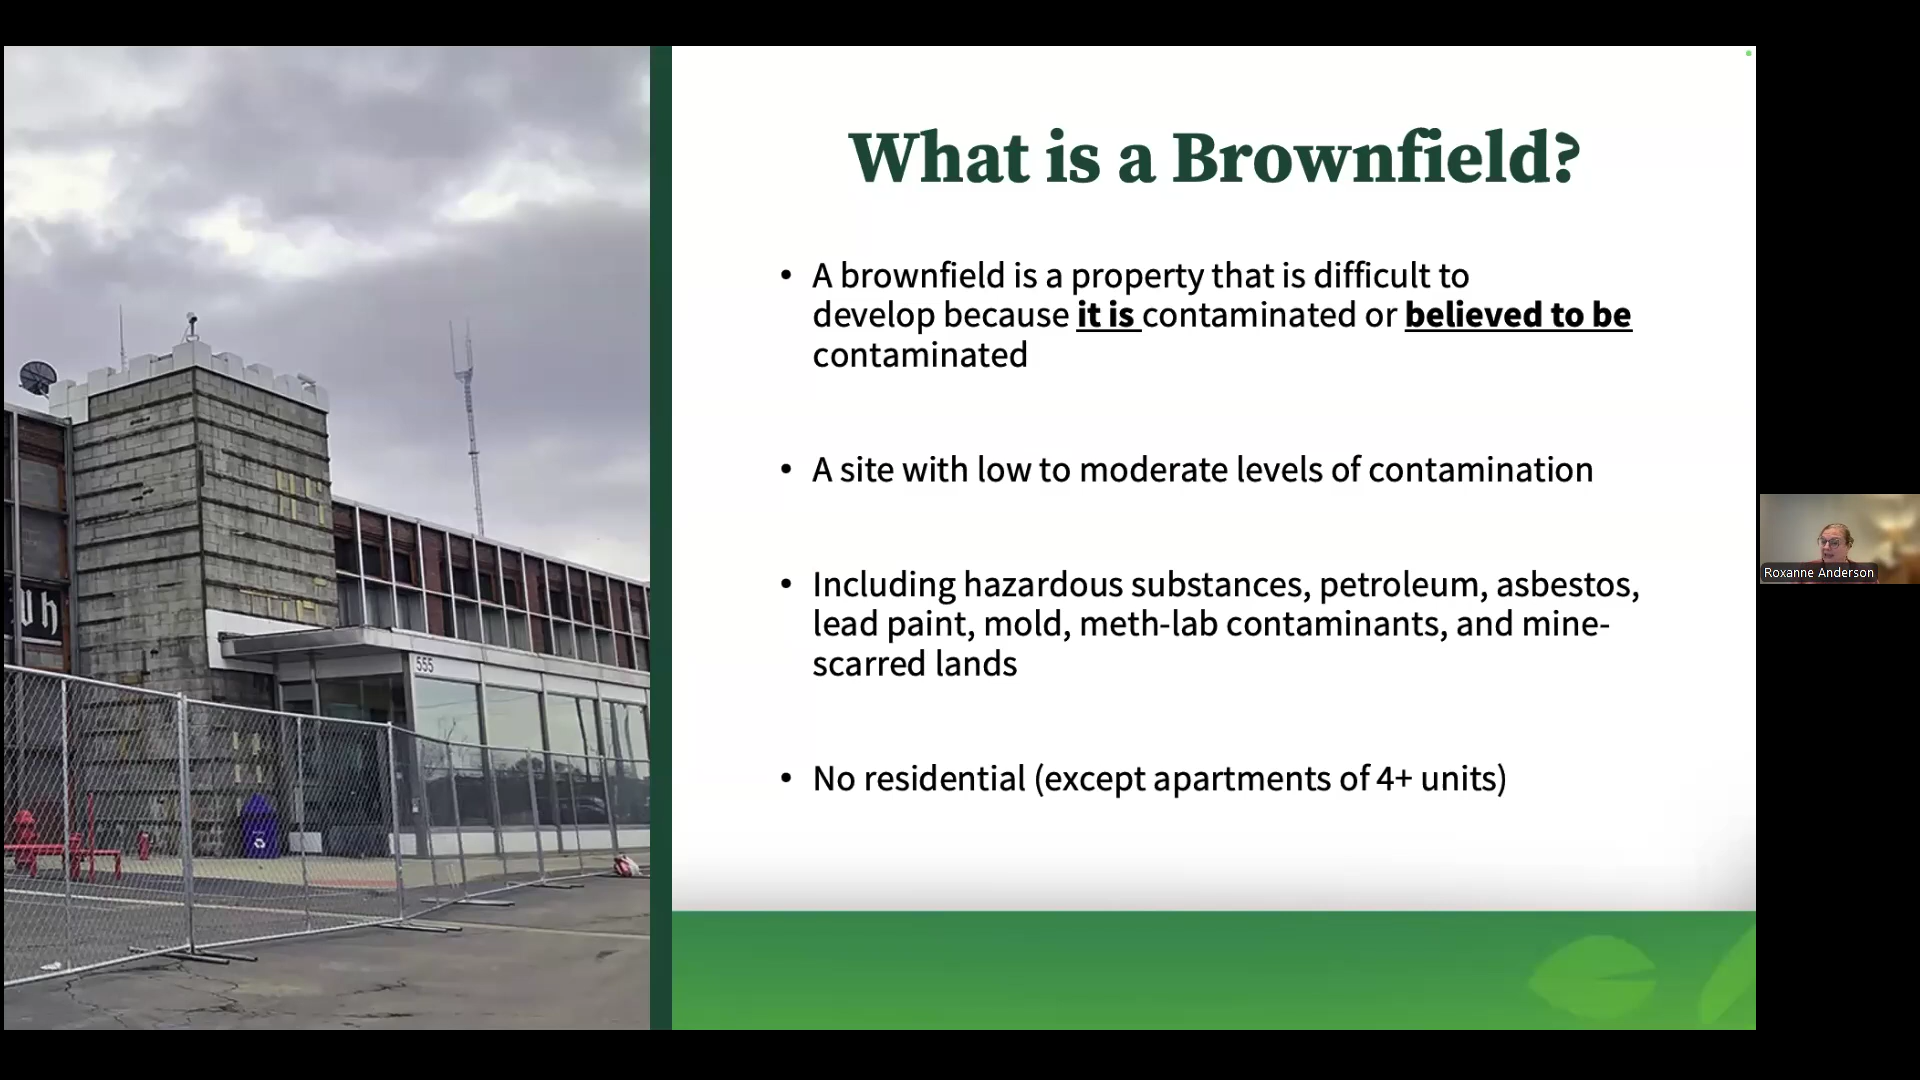 What is a Brownfield?
• A brownfield is a property that is difficult to
develop because it is contaminated or believed to be
contaminated
• A site with low to moderate levels of contamination
• Including hazardous substances, petroleum, asbestos,
lead paint, mold, meth-lab contaminants, and mine-
scarred lands
• No residential (except apartments of 4+ units)
555
Roxanne Anderson